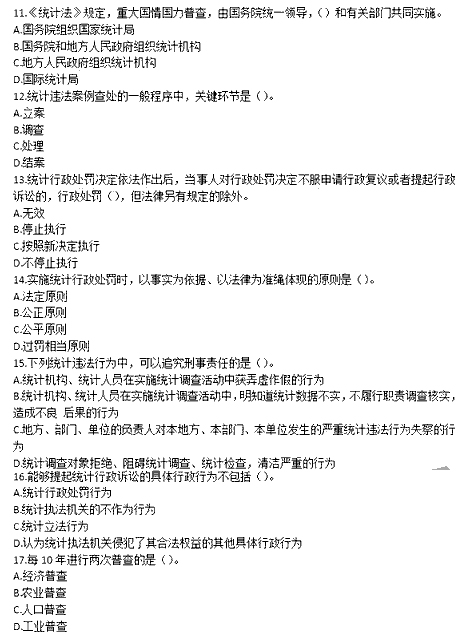 11.《统计法》规定，重大国情国力普查，由国务院统一领导，（）和有关部门共同实施。
A.国务院组织国家统计局
B.国务院和地方人民政府组织统计机构
C.地方人民政府组织统计机构
D.国际统计局
12.统计违法案例查处的一般程序中，关键环节是（）。
A.立案
B.调查
C.处理
D.结案
13.统计行政处罚决定依法作出后，当事人对行政处罚决定不服申请行政复议或者提起行政
诉讼的，行政处罚（），但法律另有规定的除外。
A.无效
B.停止执行
C.按照新决定执行
D.不停止执行
14.实施统计行政处罚时，以事实为依据、以法律为准绳体现的原则是（）。
A.法定原则
B.公正原则
C.公平原则
D.过罚相当原则
15.下列统计违法行为中，可以追究刑事责任的是（）。
A.统计机构、统计人员在实施统计调查活动中获弄虚作假的行为
B.统计机构、统计人员在实施统计调查活动中，明知道统计数据不实，不履行职责调查核实，
造成不良 后果的行为
C.地方、部门、单位的负责人对本地方、本部门、本单位发生的严重统计违法行为失察的行
为
D.统计调查对象拒绝、阻碍统计调查、统计检查，清洁严重的行为
16.能够提起统计行政诉讼的具体行政行为不包括（）。
A.统计行政处罚行为
B.统计执法机关的不作为行为
C.统计立法行为
D.认为统计执法机关侵犯了其合法权益的其他具体行政行为
17.每 10 年进行两次普查的是（）。
A.经济普查
B.农业普查
C.人口普查
D.工业普查